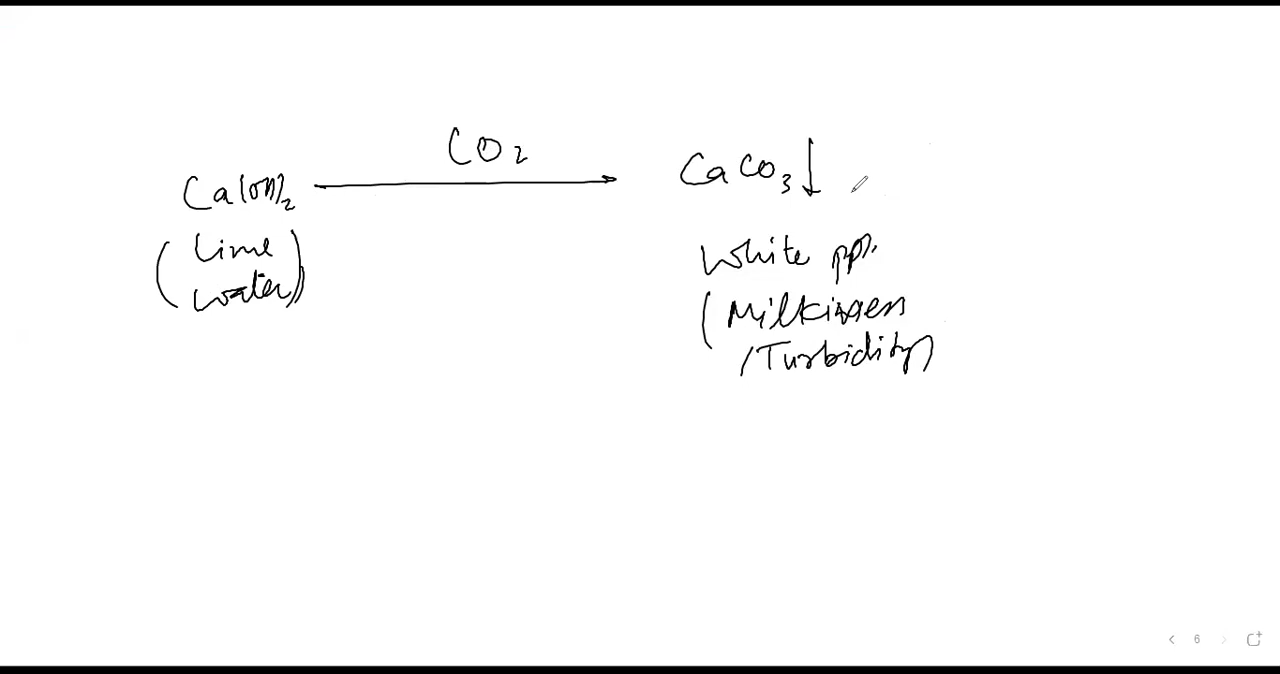 CO₂
Ca(OH)₂ → CaCO₃↓
(Lime
water)
White ppt.
(Milkiness
/Turbidity)
6